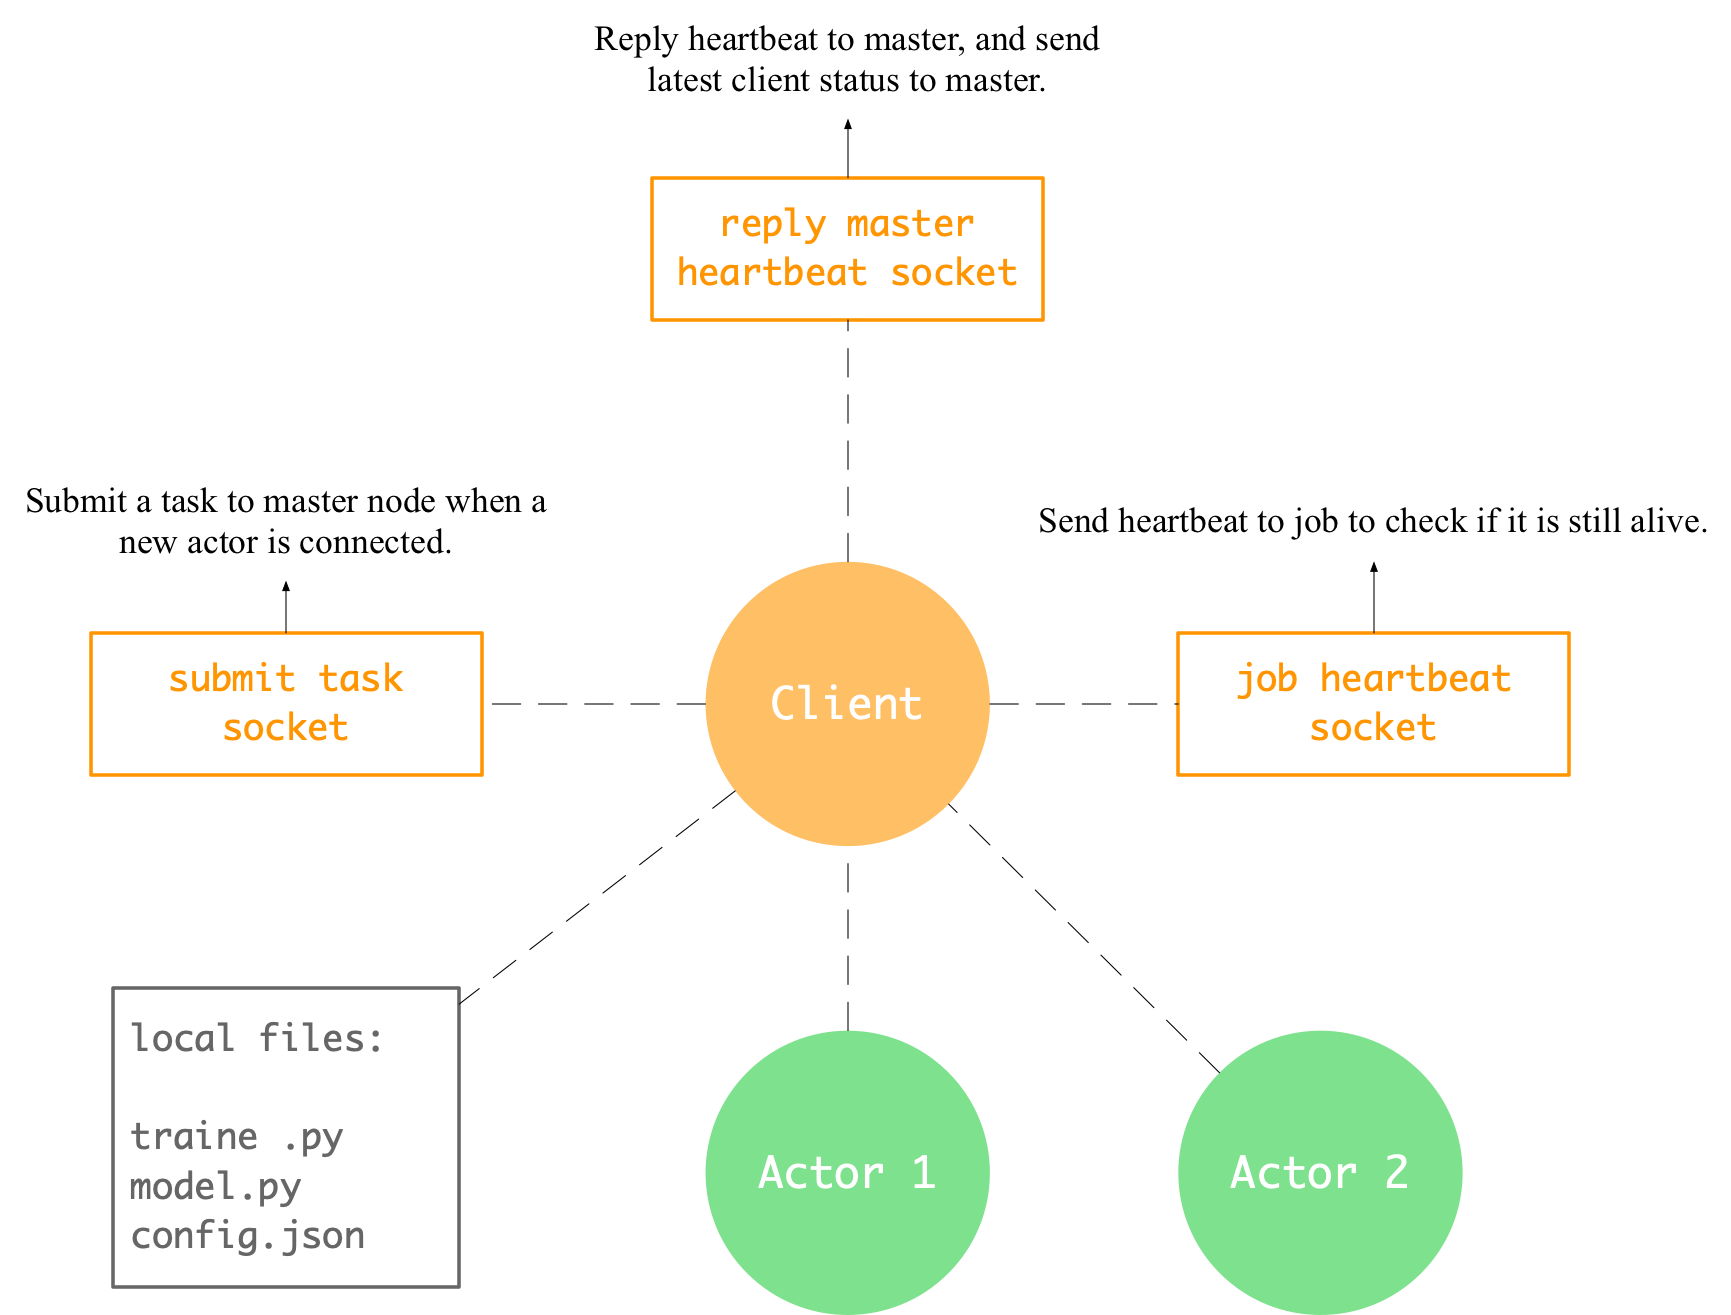 Reply heartbeat to master, and send
latest client status to master.
reply master
heartbeat socket
Submit a task to master node when a
new actor is connected.
Send heartbeat to job to check if it is still alive.
submit task
socket
Client
job heartbeat
socket
local files:
traine .py
model.py
config.json
Actor 1
Actor 2